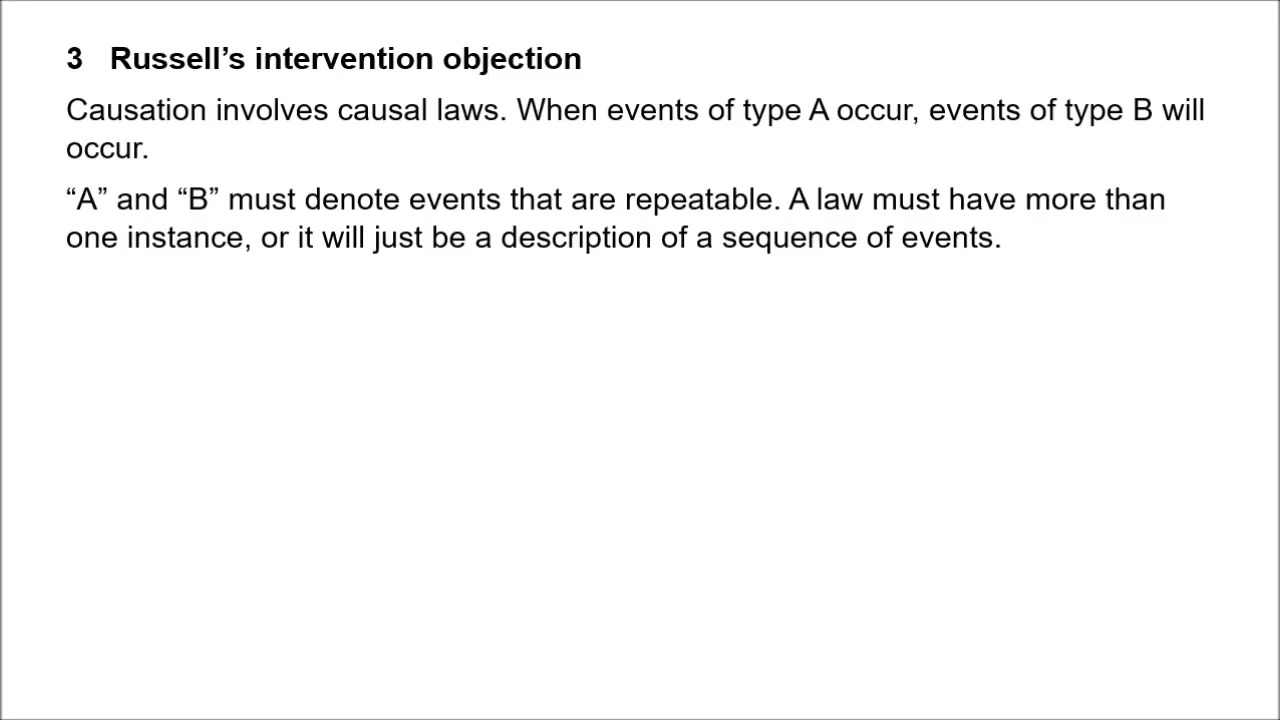 3 Russell’s intervention objection
Causation involves causal laws. When events of type A occur, events of type B will
occur.
“A” and “B” must denote events that are repeatable. A law must have more than
one instance, or it will just be a description of a sequence of events.